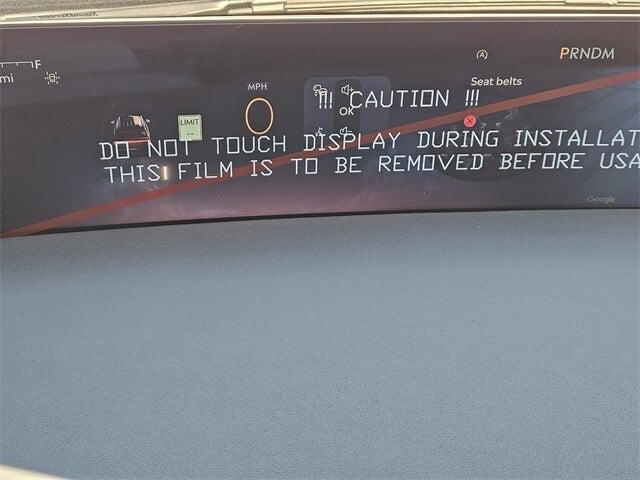 F
mi
PRNDM
MPH
Seat belts
!!! CAUTION !!!
OK
LIMIT
--
0
DO NOT TOUCH DISPLAY DURING INSTALLAT
THIS FILM IS TO BE REMOVED BEFORE USA
Google